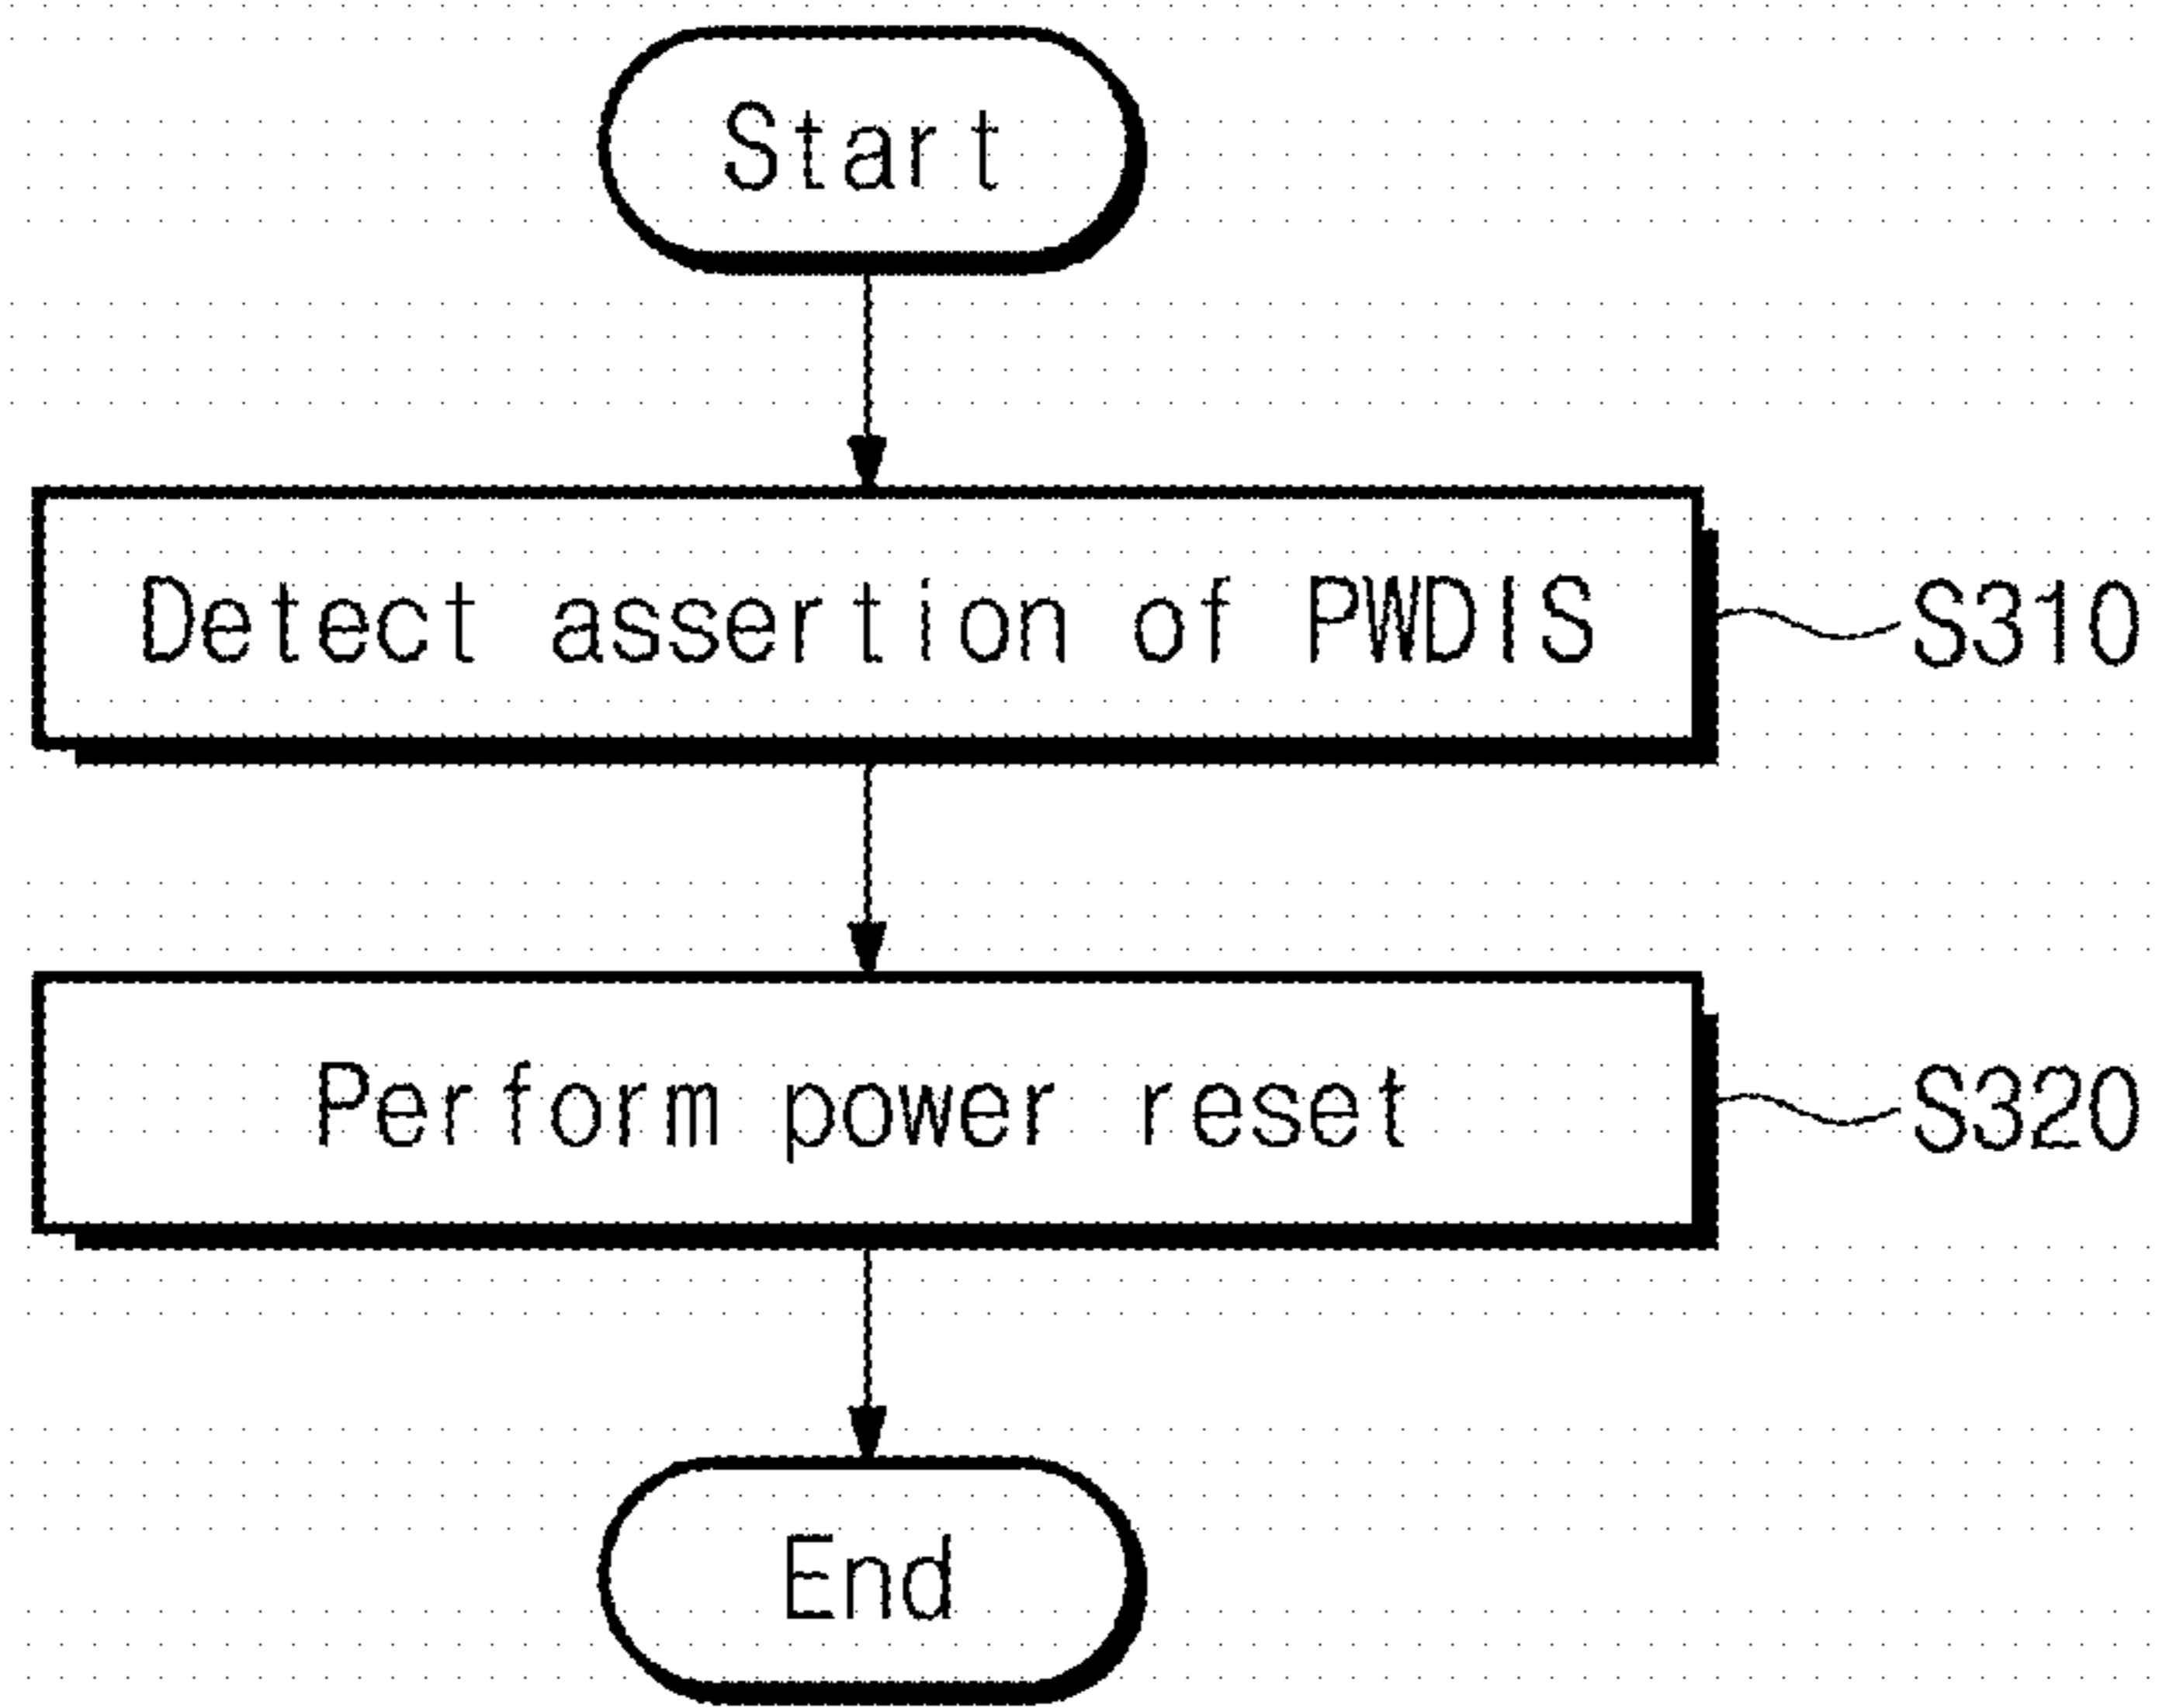 Start
Detect assertion of PWDIS
S310
Perform power reset
S320
End